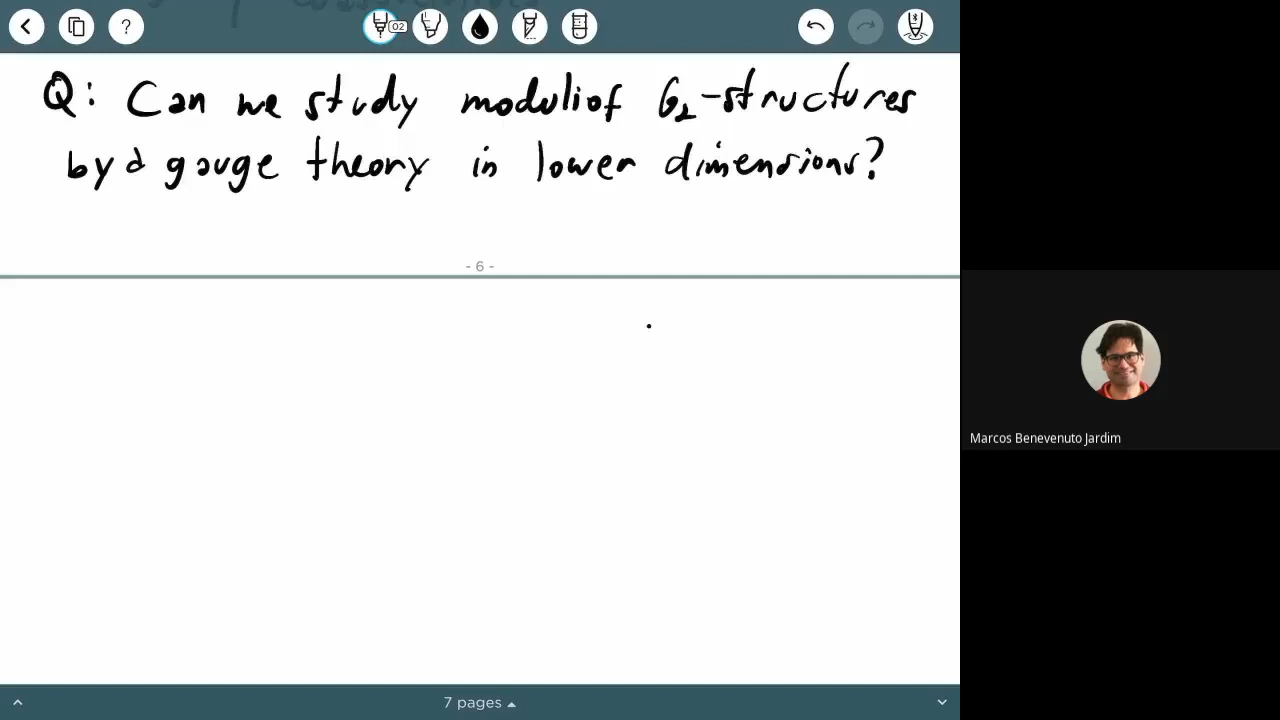 ?
02
Q: Can we study moduli of G₂-structures
by a gauge theory in lower dimensions?
- 6 -
Marcos Benevenuto Jardim
7 pages